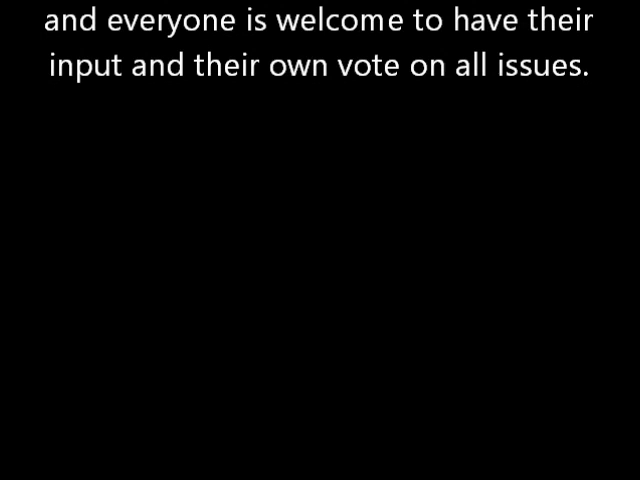 and everyone is welcome to have their
input and their own vote on all issues.